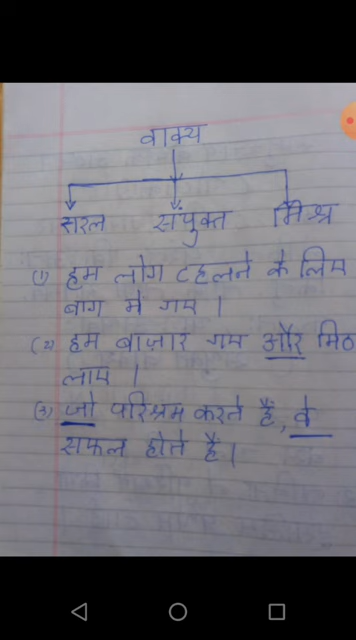 वाक्य
सरल संयुक्त मिश्र
(1) हम लोग टहलने के लिए
बाग में गए ।
(2) हम बाज़ार गए और मिठ
लाए ।
(3) जो परिश्रम करते हैं, वे
सफल होते हैं ।